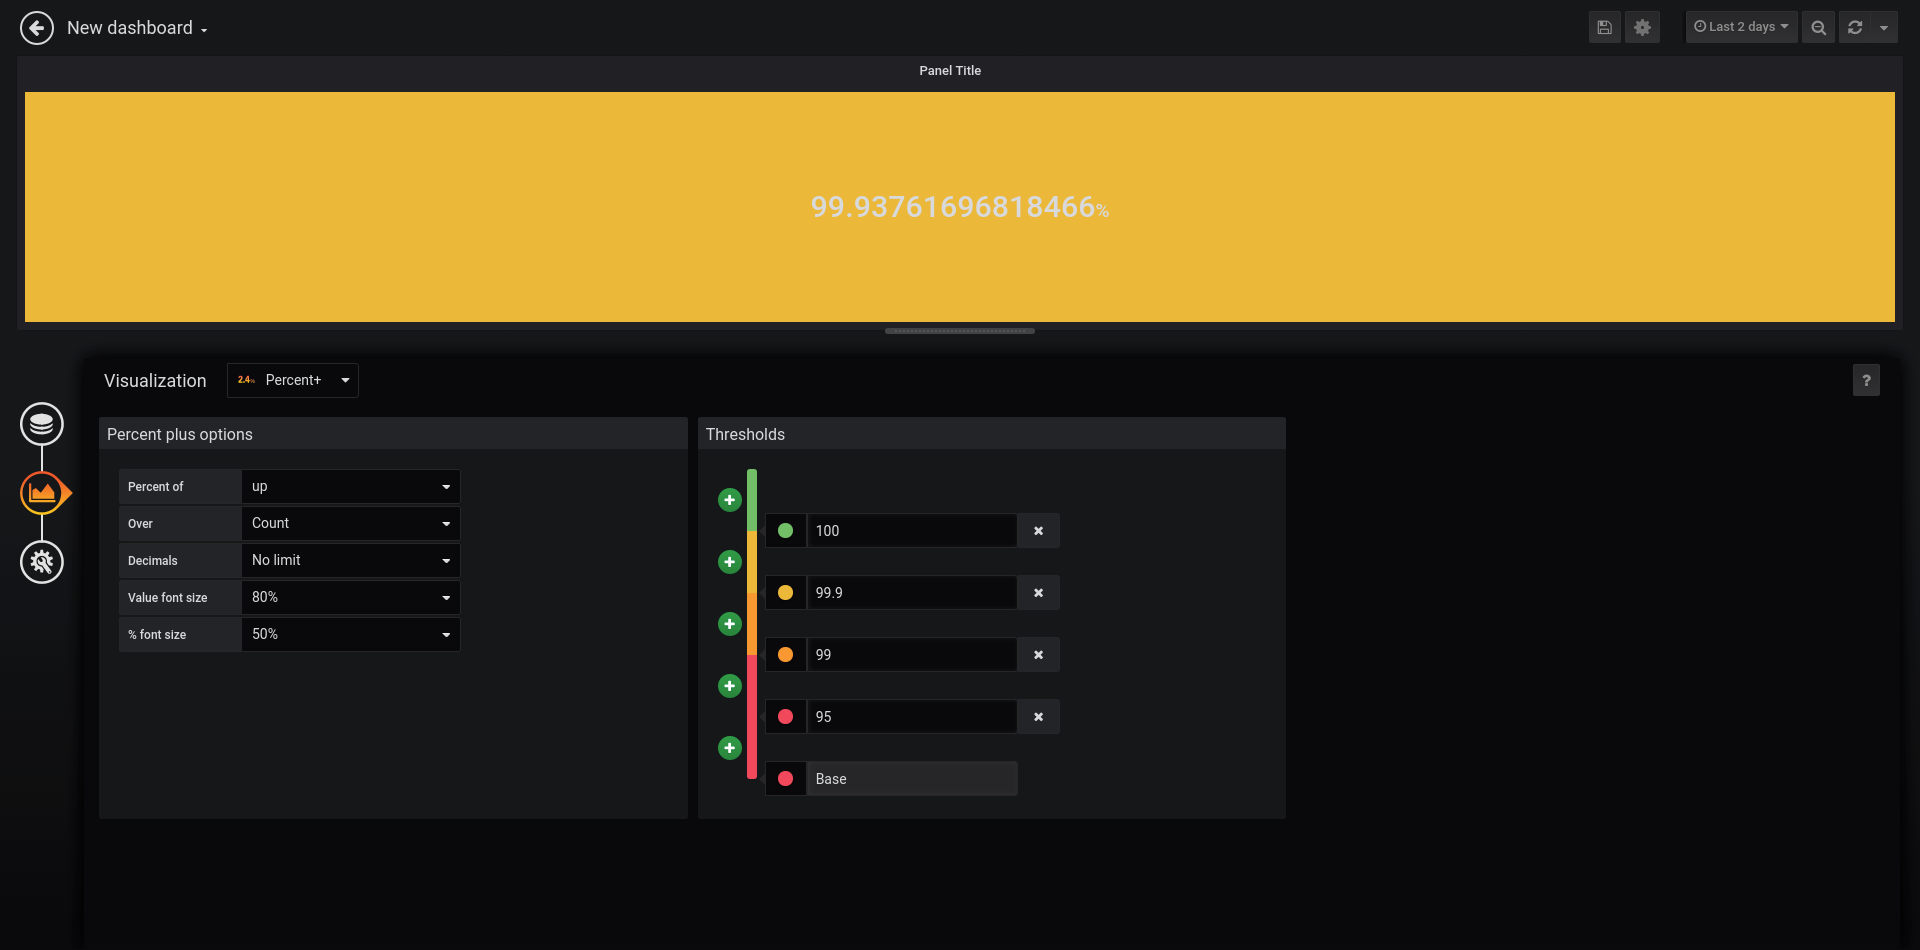 New dashboard
Last 2 days
Panel Title
99.93761696818466%
Visualization
2.4% Percent+
?
Percent plus options
Percent of up
Over Count
Decimals No limit
Value font size 80%
% font size 50%
Thresholds
100
99.9
99
95
Base